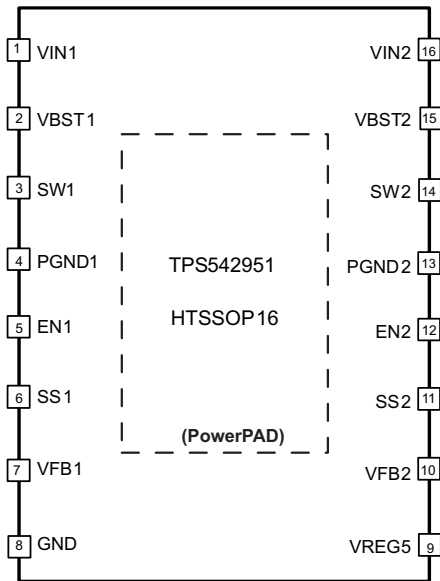 1 VIN1 VIN2 16
2 VBST1 VBST2 15
3 SW1 SW2 14
4 PGND1 PGND2 13
TPS542951
HTSSOP16
5 EN1 EN2 12
6 SS1 SS2 11
(PowerPAD)
7 VFB1 VFB2 10
8 GND VREG5 9